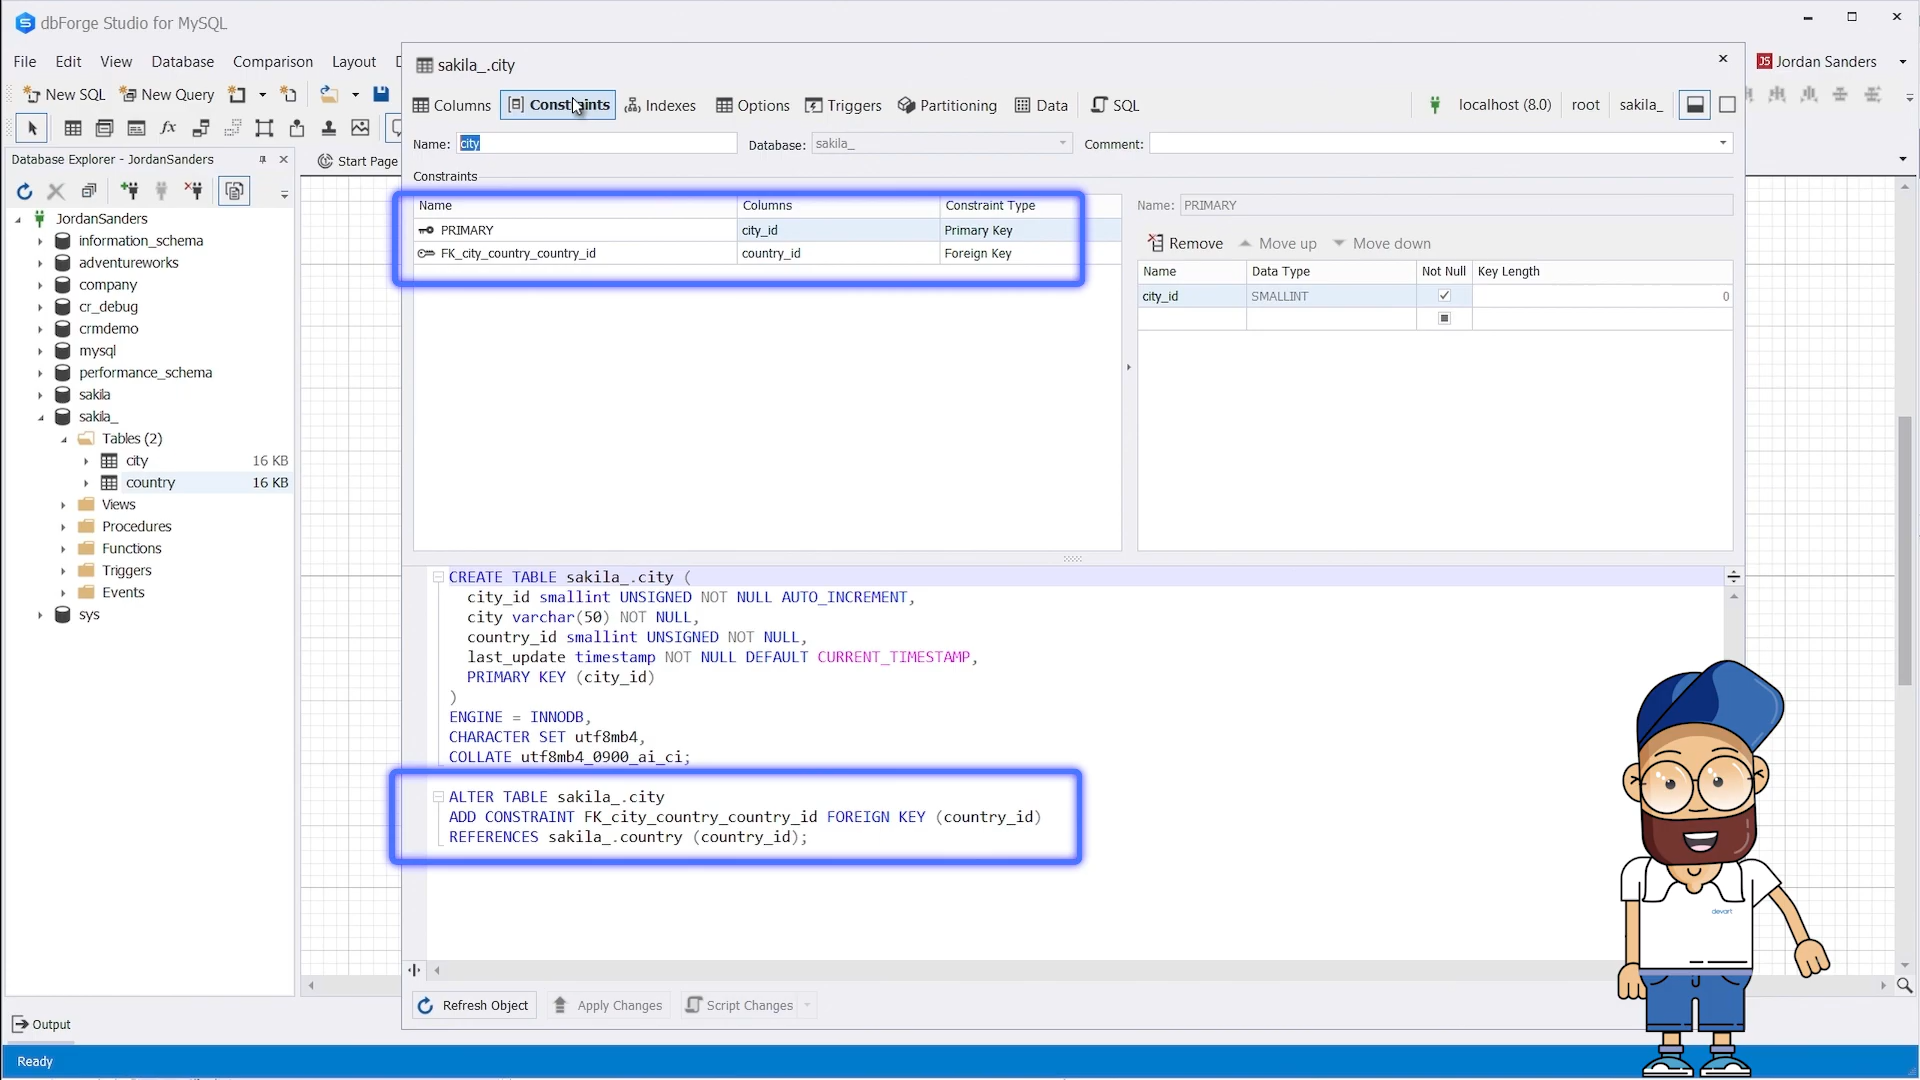 dbForge Studio for MySQL
File Edit View Database Comparison Layout
Jordan Sanders
New SQL New Query
Database Explorer - JordanSanders
Start Page
JordanSanders
information_schema
adventureworks
company
cr_debug
crmdemo
mysql
performance_schema
sakila
sakila_
Tables (2)
city 16 KB
country 16 KB
Views
Procedures
Functions
Triggers
Events
sys
sakila_.city
Columns Constraints Indexes Options Triggers Partitioning Data SQL
localhost (8.0) root sakila_
Name: city Database: sakila_ Comment:
Constraints
Name Columns Constraint Type
PRIMARY city_id Primary Key
FK_city_country_country_id country_id Foreign Key
Name: PRIMARY
Remove Move up Move down
Name Data Type Not Null Key Length
city_id SMALLINT 0
CREATE TABLE sakila_.city (
city_id smallint UNSIGNED NOT NULL AUTO_INCREMENT,
city varchar(50) NOT NULL,
country_id smallint UNSIGNED NOT NULL,
last_update timestamp NOT NULL DEFAULT CURRENT_TIMESTAMP,
PRIMARY KEY (city_id)
)
ENGINE = INNODB,
CHARACTER SET utf8mb4,
COLLATE utf8mb4_0900_ai_ci;
ALTER TABLE sakila_.city
ADD CONSTRAINT FK_city_country_country_id FOREIGN KEY (country_id)
REFERENCES sakila_.country (country_id);
Refresh Object Apply Changes Script Changes
devart
Output
Ready